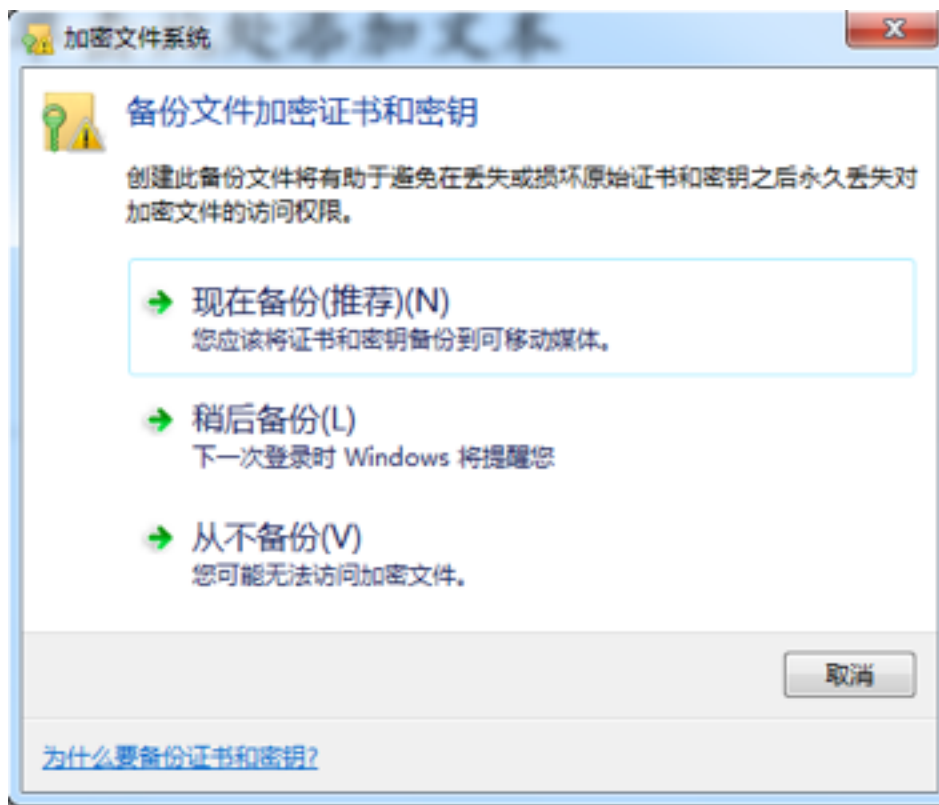 处添加文本
加密文件系统
备份文件加密证书和密钥
创建此备份文件将有助于避免在丢失或损坏原始证书和密钥之后永久丢失对
加密文件的访问权限。
现在备份(推荐)(N)
您应该将证书和密钥备份到可移动媒体。
稍后备份(L)
下一次登录时 Windows 将提醒您
从不备份(V)
您可能无法访问加密文件。
取消
为什么要备份证书和密钥?